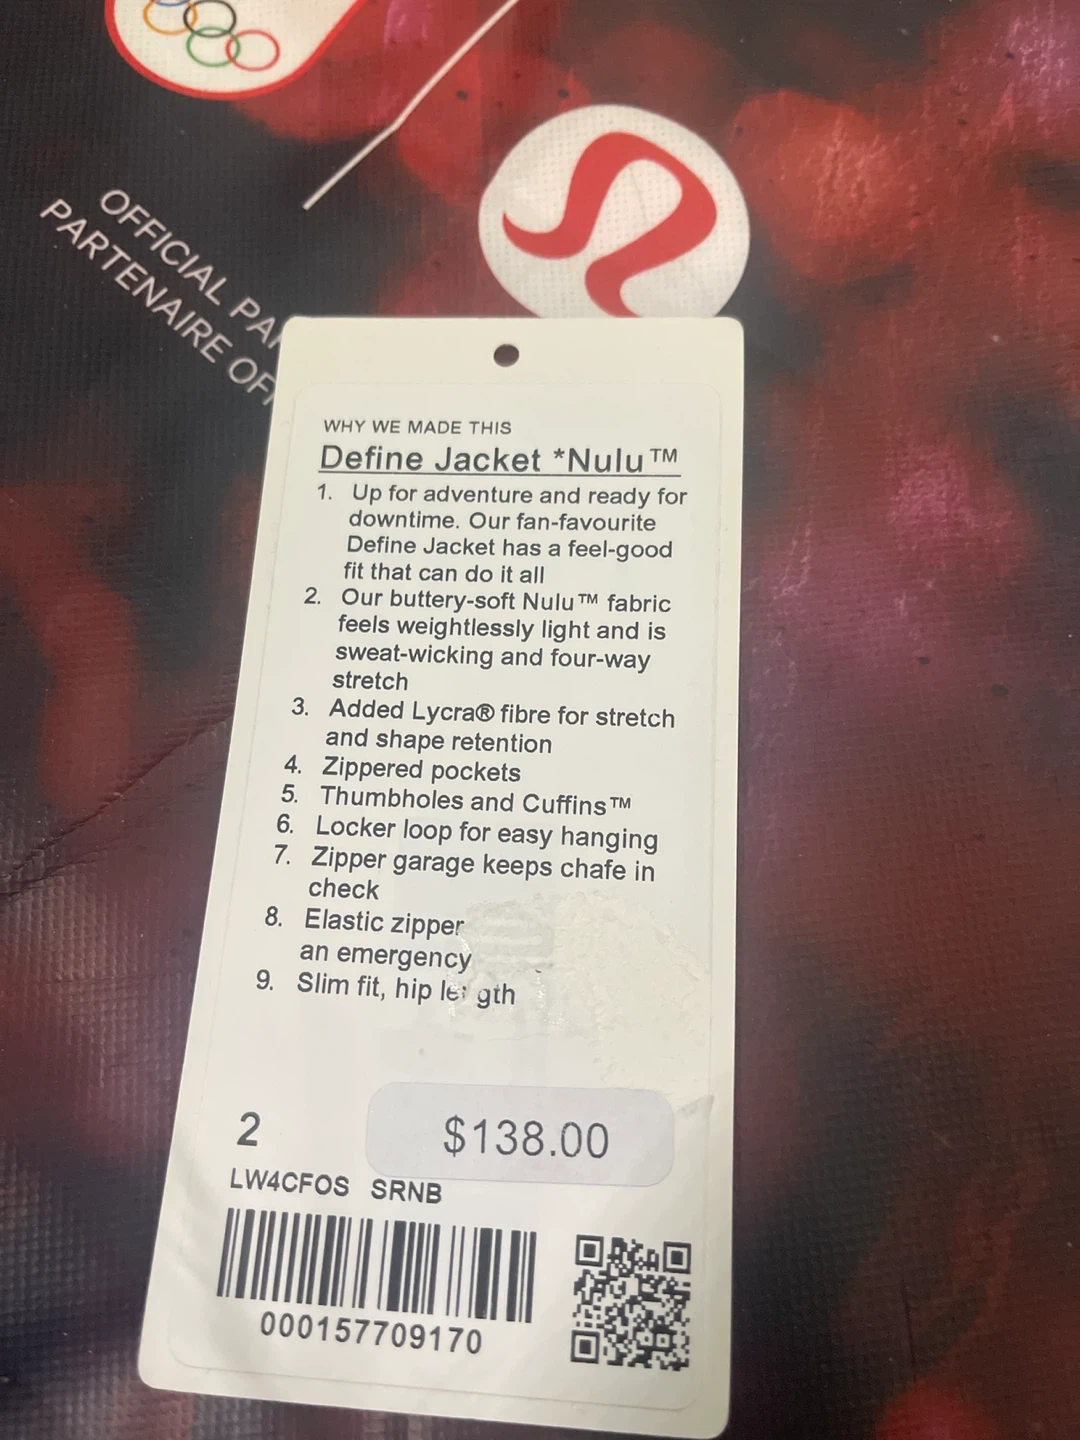 OFFICIAL PA
PARTENAIRE OF
WHY WE MADE THIS
Define Jacket *Nulu™
1. Up for adventure and ready for
downtime. Our fan-favourite
Define Jacket has a feel-good
fit that can do it all
2. Our buttery-soft Nulu™ fabric
feels weightlessly light and is
sweat-wicking and four-way
stretch
3. Added Lycra® fibre for stretch
and shape retention
4. Zippered pockets
5. Thumbholes and Cuffins™
6. Locker loop for easy hanging
7. Zipper garage keeps chafe in
check
8. Elastic zipper
an emergency
9. Slim fit, hip length
$138.00
2
LW4CFOS SRNB
000157709170